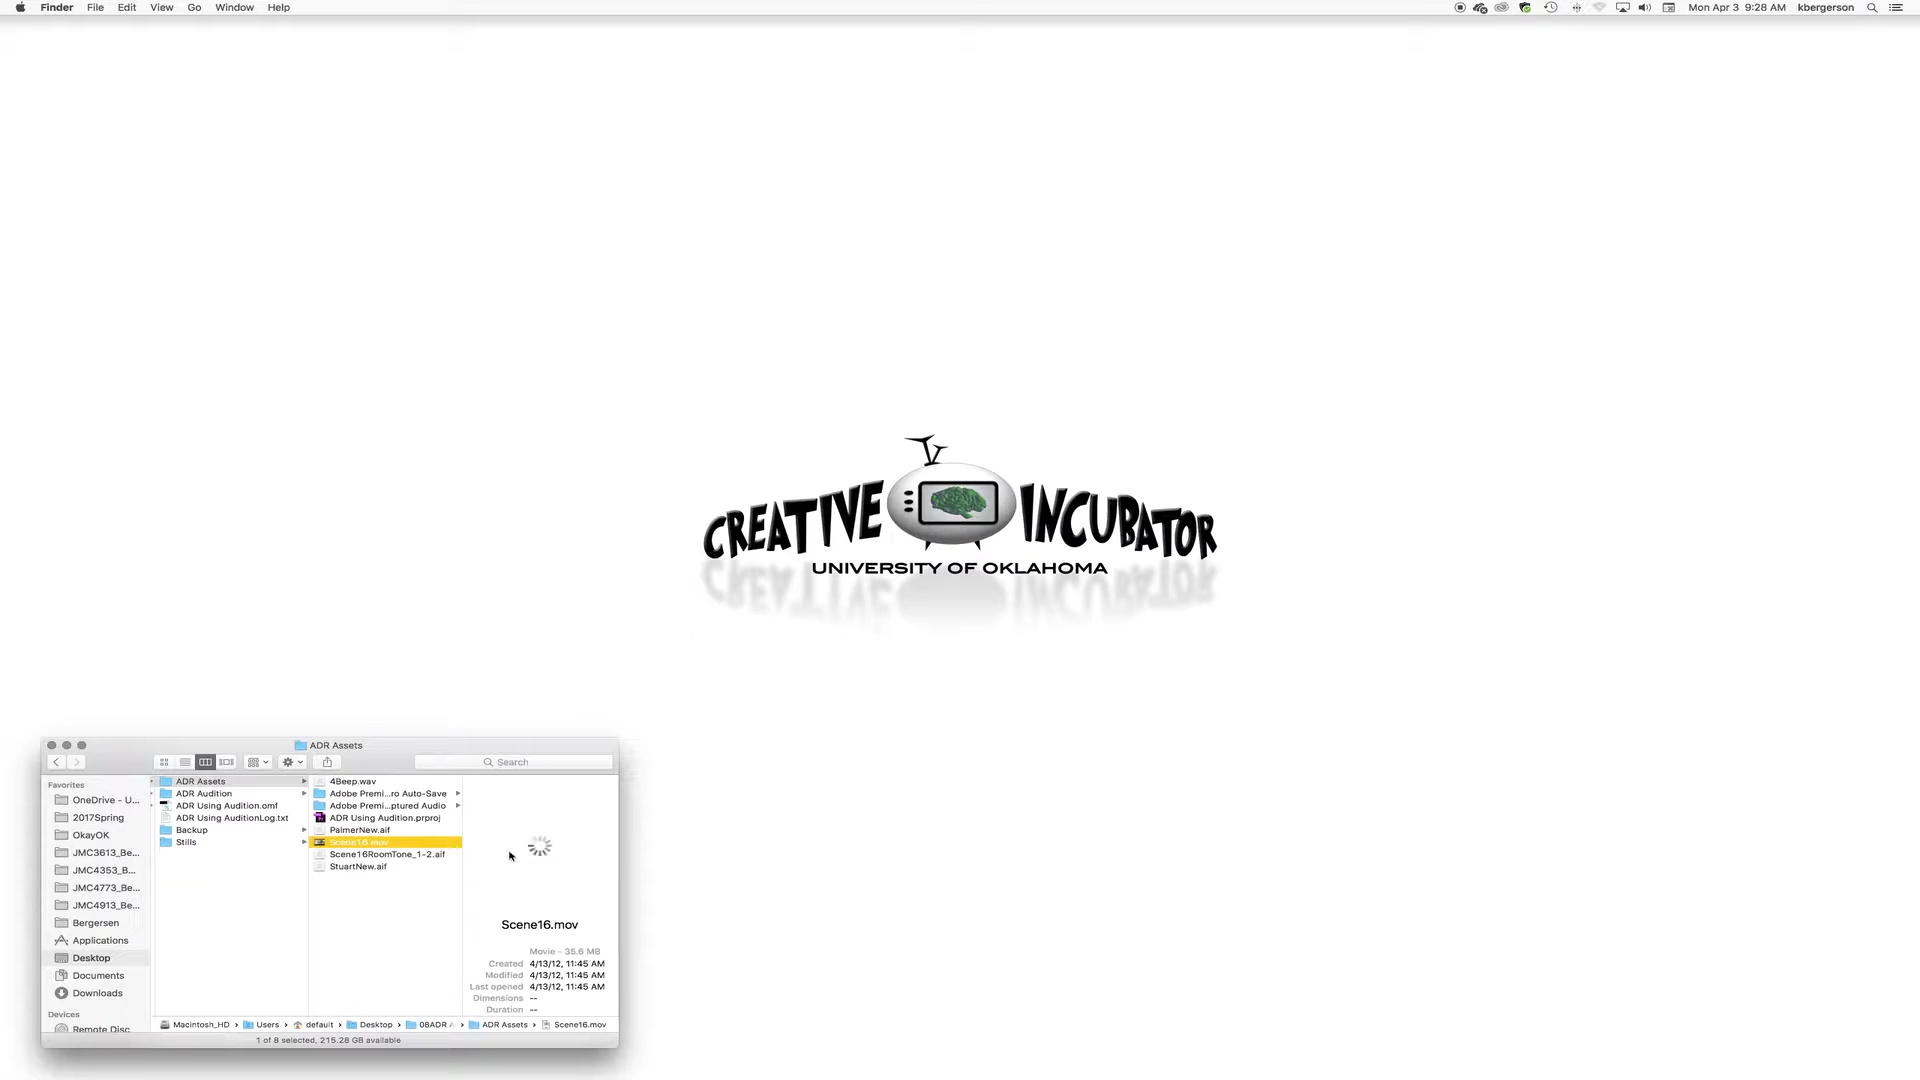 Finder File Edit View Go Window Help
Mon Apr 3 9:28 AM kbergerson
CREATIVE INCUBATOR
UNIVERSITY OF OKLAHOMA
ADR Assets
Search
Favorites
OneDrive - U...
2017Spring
OkayOK
JMC3613_Be...
JMC4353_B...
JMC4773_Be...
JMC4913_Be...
Bergersen
Applications
Desktop
Documents
Downloads
Devices
Remote Disc
ADR Assets
ADR Audition
ADR Using Audition.omf
ADR Using AuditionLog.txt
Backup
Stills
4Beep.wav
Adobe Premi...ro Auto-Save
Adobe Premi...ptured Audio
ADR Using Audition.prproj
PalmerNew.aif
Scene16.mov
Scene16RoomTone_1-2.aif
StuartNew.aif
Scene16.mov
Movie - 35.6 MB
Created 4/13/12, 11:45 AM
Modified 4/13/12, 11:45 AM
Last opened 4/13/12, 11:45 AM
Dimensions --
Duration --
Macintosh_HD Users default Desktop 08ADR A ADR Assets Scene16.mov
1 of 8 selected, 215.28 GB available